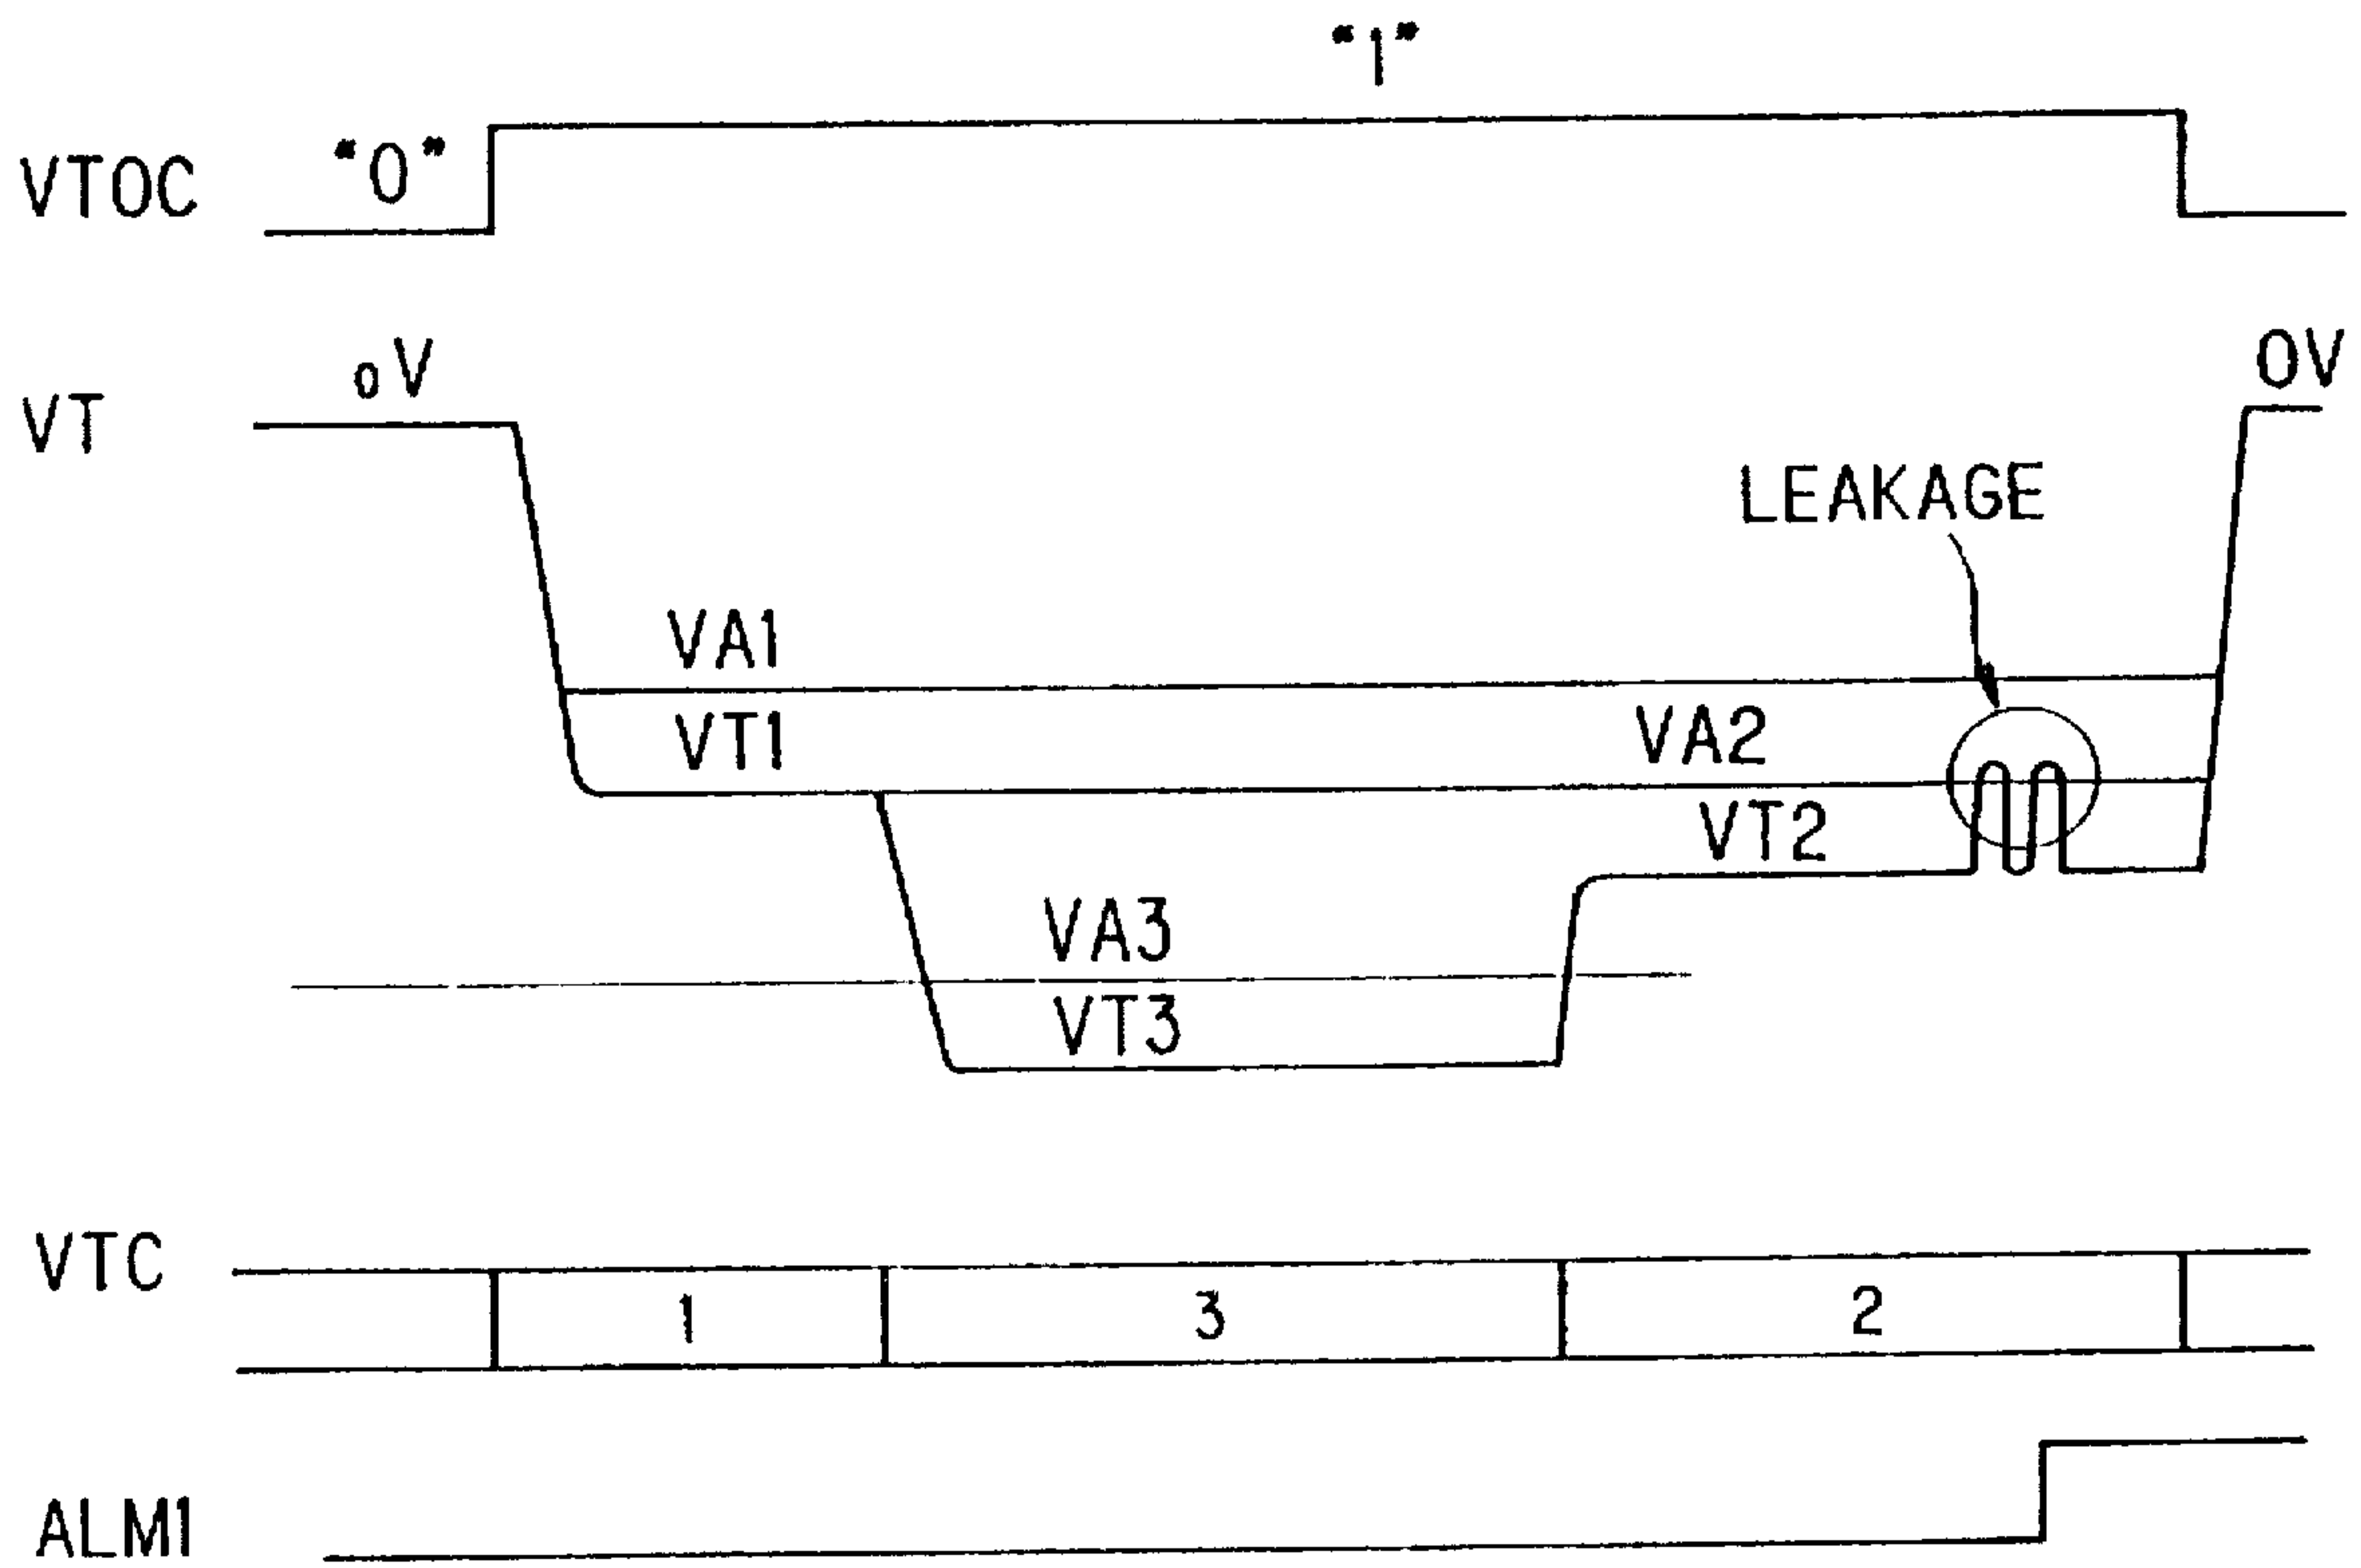 "1"
VTOC "0"
VT 0V 0V
LEAKAGE
VA1
VT1 VA2
VT2
VA3
VT3
VTC 1 3 2
ALM1